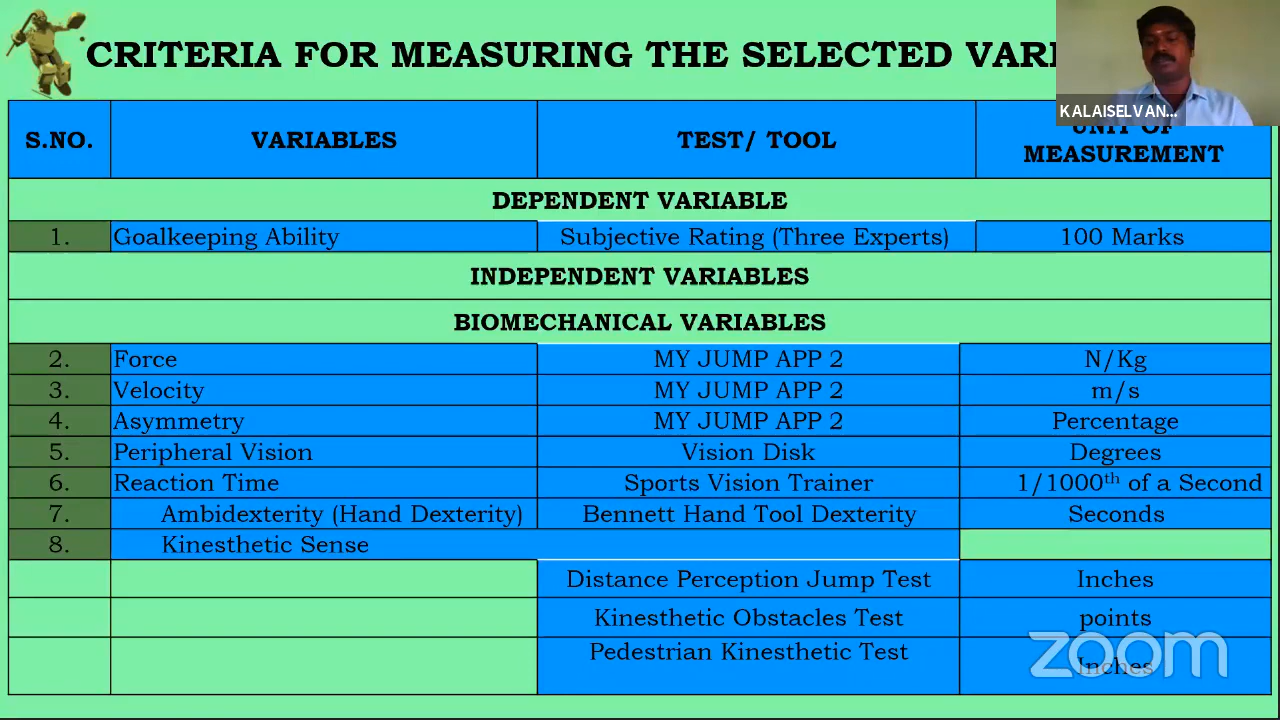 CRITERIA FOR MEASURING THE SELECTED
KALAISELVAN...
S.NO. VARIABLES TEST/ TOOL UNIT OF MEASUREMENT
DEPENDENT VARIABLE
1. Goalkeeping Ability Subjective Rating (Three Experts) 100 Marks
INDEPENDENT VARIABLES
BIOMECHANICAL VARIABLES
2. Force MY JUMP APP 2 N/Kg
3. Velocity MY JUMP APP 2 m/s
4. Asymmetry MY JUMP APP 2 Percentage
5. Peripheral Vision Vision Disk Degrees
6. Reaction Time Sports Vision Trainer 1/1000th of a Second
7. Ambidexterity (Hand Dexterity) Bennett Hand Tool Dexterity Seconds
8. Kinesthetic Sense
Distance Perception Jump Test Inches
Kinesthetic Obstacles Test points
Pedestrian Kinesthetic Test Inches
zoom